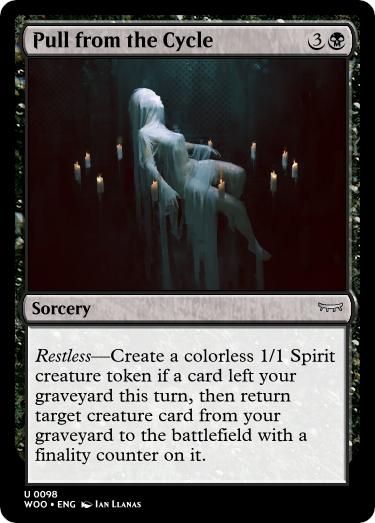 Pull from the Cycle 3
Sorcery
Restless—Create a colorless 1/1 Spirit
creature token if a card left your
graveyard this turn, then return
target creature card from your
graveyard to the battlefield with a
finality counter on it.
U 0098
WOO • ENG IAN LLANAS